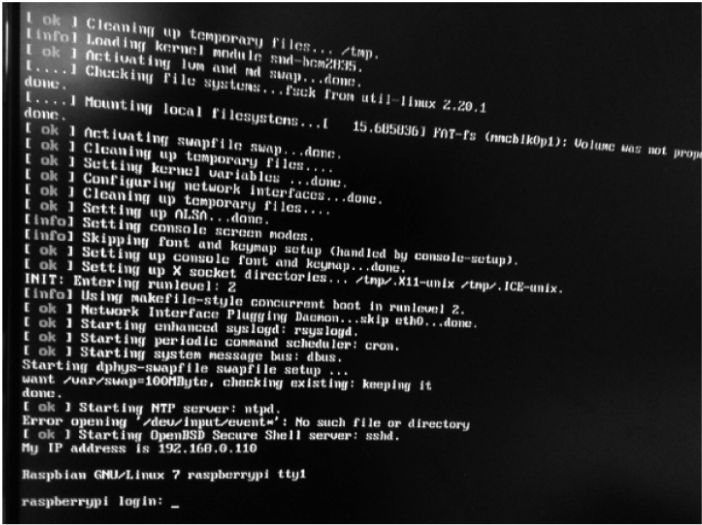 [ ok ] Cleaning up temporary files... /tmp.
[info] Loading kernel module snd-bcm2835.
[ ok ] Activating lvm and md swap...done.
[....] Checking file systems...fsck from util-linux 2.20.1
done.
[....] Mounting local filesystems...[   15.685836] FAT-fs (mmcblk0p1): Volume was not prope
done.
[ ok ] Activating swapfile swap...done.
[ ok ] Cleaning up temporary files....
[ ok ] Setting kernel variables ...done.
[ ok ] Configuring network interfaces...done.
[ ok ] Cleaning up temporary files....
[ ok ] Setting up ALSA...done.
[info] Setting console screen modes.
[info] Skipping font and keymap setup (handled by console-setup).
[ ok ] Setting up console font and keymap...done.
[ ok ] Setting up X socket directories... /tmp/.X11-unix /tmp/.ICE-unix.
INIT: Entering runlevel: 2
[info] Using makefile-style concurrent boot in runlevel 2.
[ ok ] Network Interface Plugging Daemon...skip eth0...done.
[ ok ] Starting enhanced syslogd: rsyslogd.
[ ok ] Starting periodic command scheduler: cron.
[ ok ] Starting system message bus: dbus.
Starting dphys-swapfile swapfile setup ...
want /var/swap=100MByte, checking existing: keeping it
done.
[ ok ] Starting NTP server: ntpd.
Error opening '/dev/input/event*': No such file or directory
[ ok ] Starting OpenBSD Secure Shell server: sshd.
My IP address is 192.168.0.110
Raspbian GNU/Linux 7 raspberrypi tty1
raspberrypi login: _